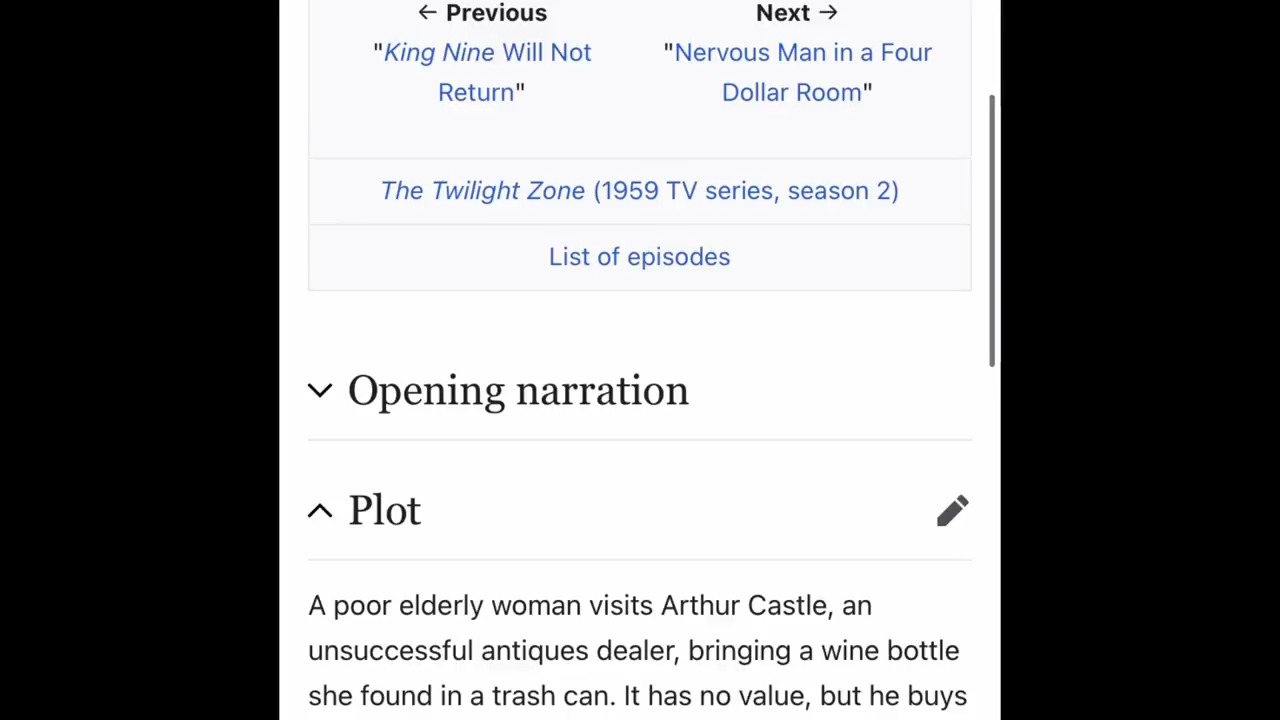 ← Previous
Next →
"King Nine Will Not
Return"
"Nervous Man in a Four
Dollar Room"
The Twilight Zone (1959 TV series, season 2)
List of episodes
Opening narration
Plot
A poor elderly woman visits Arthur Castle, an
unsuccessful antiques dealer, bringing a wine bottle
she found in a trash can. It has no value, but he buys